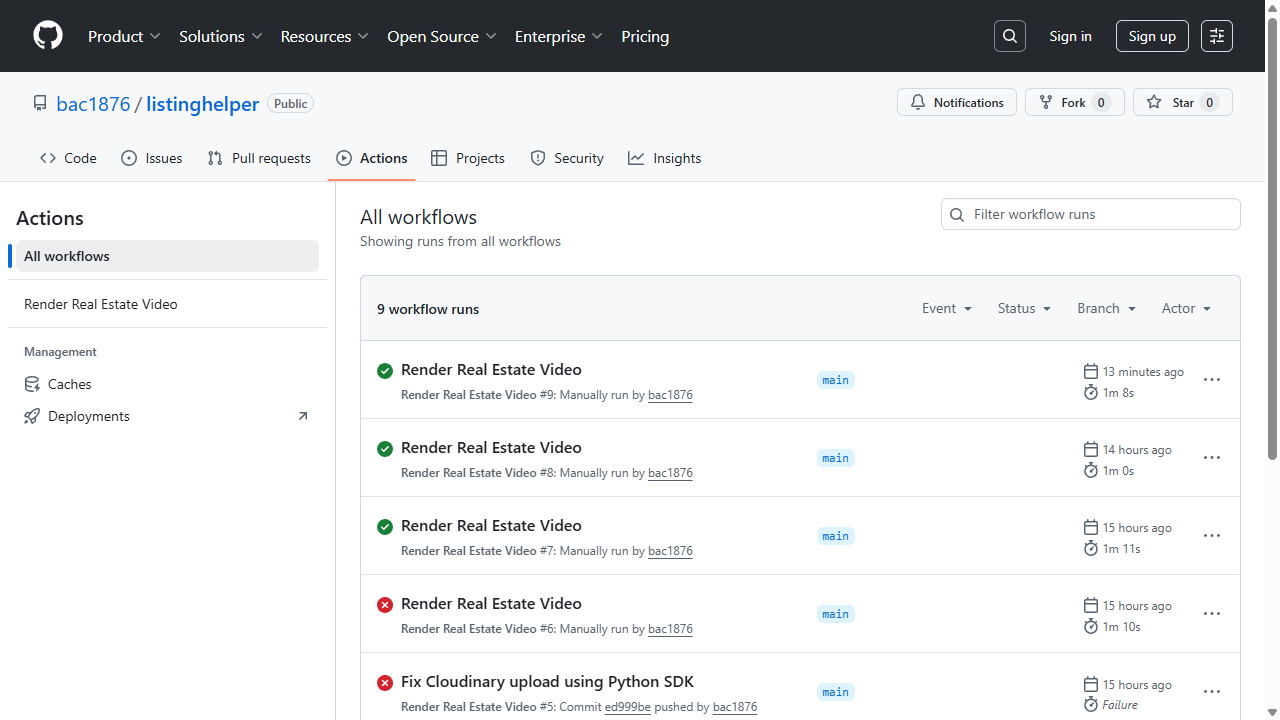 Product
Solutions
Resources
Open Source
Enterprise
Pricing
Sign in
Sign up
bac1876 / listinghelper Public
Notifications
Fork 0
Star 0
Code
Issues
Pull requests
Actions
Projects
Security
Insights
Actions
All workflows
Render Real Estate Video
Management
Caches
Deployments
All workflows
Showing runs from all workflows
Filter workflow runs
9 workflow runs
Event
Status
Branch
Actor
Render Real Estate Video
Render Real Estate Video #9: Manually run by bac1876
main
13 minutes ago
1m 8s
Render Real Estate Video
Render Real Estate Video #8: Manually run by bac1876
main
14 hours ago
1m 0s
Render Real Estate Video
Render Real Estate Video #7: Manually run by bac1876
main
15 hours ago
1m 11s
Render Real Estate Video
Render Real Estate Video #6: Manually run by bac1876
main
15 hours ago
1m 10s
Fix Cloudinary upload using Python SDK
Render Real Estate Video #5: Commit ed999be pushed by bac1876
main
15 hours ago
Failure